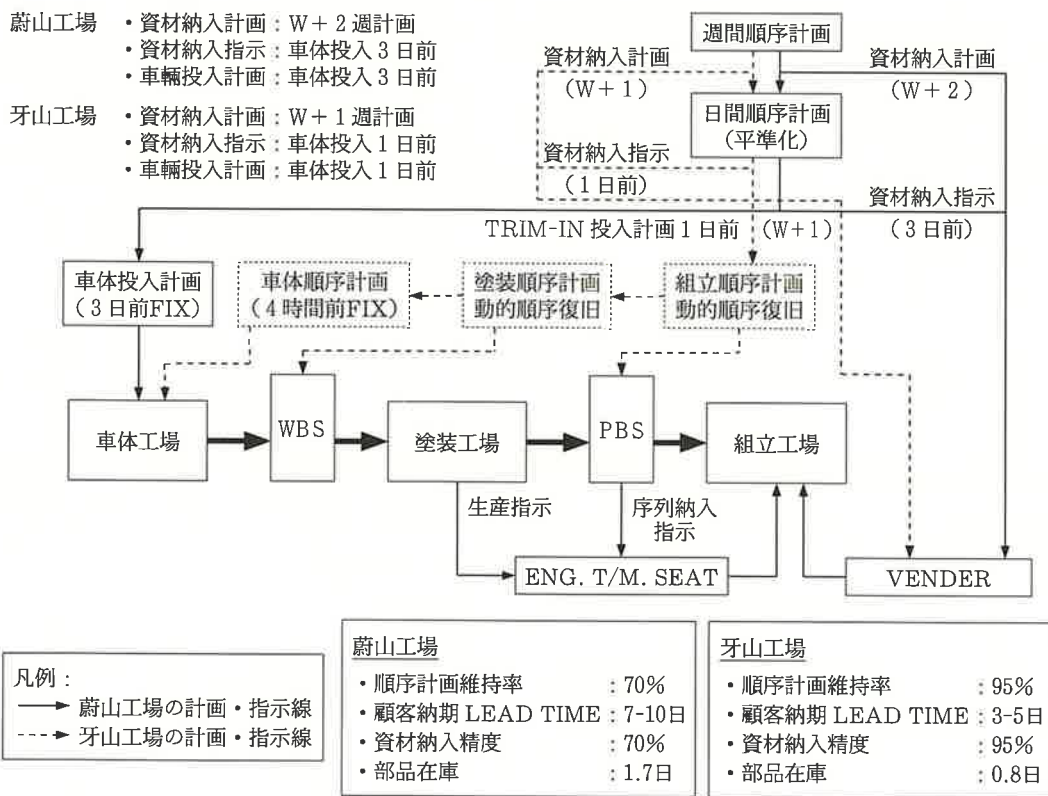 蔚山工場 ・資材納入計画：W＋2週計画
・資材納入指示：車体投入3日前
・車輛投入計画：車体投入3日前
牙山工場 ・資材納入計画：W＋1週計画
・資材納入指示：車体投入1日前
・車輛投入計画：車体投入1日前
週間順序計画
資材納入計画
（W＋1）
資材納入計画
（W＋2）
日間順序計画
（平準化）
資材納入指示
（1日前）
資材納入指示
（3日前）
TRIM-IN 投入計画1日前
（W+1）
車体投入計画
（3日前FIX）
車体順序計画
（4時間前FIX）
塗装順序計画
動的順序復旧
組立順序計画
動的順序復旧
車体工場
WBS
塗装工場
PBS
組立工場
生産指示
序列納入
指示
ENG. T/M. SEAT
VENDER
凡例：
蔚山工場の計画・指示線
牙山工場の計画・指示線
蔚山工場
・順序計画維持率 ：70%
・顧客納期 LEAD TIME：7-10日
・資材納入精度 ：70%
・部品在庫 ：1.7日
牙山工場
・順序計画維持率 ：95%
・顧客納期 LEAD TIME：3-5日
・資材納入精度 ：95%
・部品在庫 ：0.8日